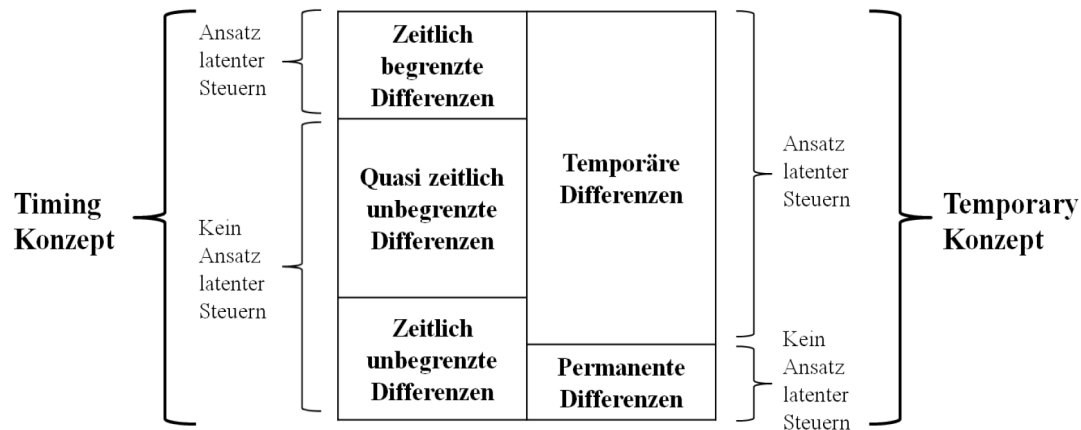 Timing
Konzept
Ansatz
latenter
Steuern
Kein
Ansatz
latenter
Steuern
Zeitlich
begrenzte
Differenzen
Quasi zeitlich
unbegrenzte
Differenzen
Zeitlich
unbegrenzte
Differenzen
Temporäre
Differenzen
Permanente
Differenzen
Ansatz
latenter
Steuern
Kein
Ansatz
latenter
Steuern
Temporary
Konzept